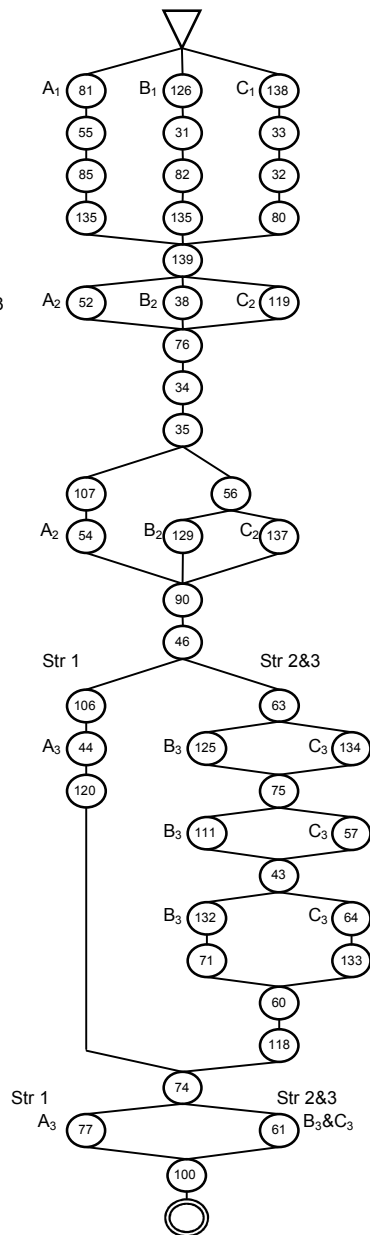 A1 81 B1 126 C1 138
55 31 33
85 82 32
135 135 80
139
3 A2 52 B2 38 C2 119
76
34
35
107 56
A2 54 B2 129 C2 137
90
46
Str 1 Str 2&3
106 63
A3 44 B3 125 C3 134
120 75
B3 111 C3 57
43
B3 132 C3 64
71 133
60
118
74
Str 1 Str 2&3
A3 77 61 B3&C3
100